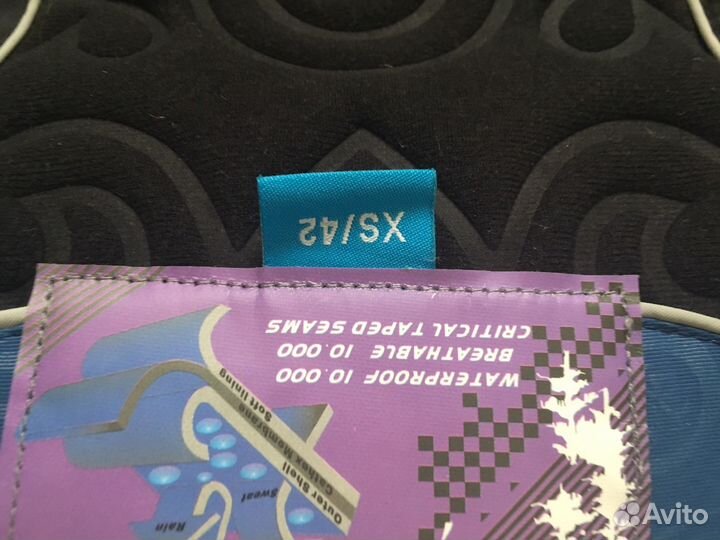 WATERPROOF 10.000
BREATHABLE 10.000
CRITICAL TAPED SEAMS
Soft lining
Cathex Membrane
Outer Shell
Sweat
Rain
XS/42
Avito